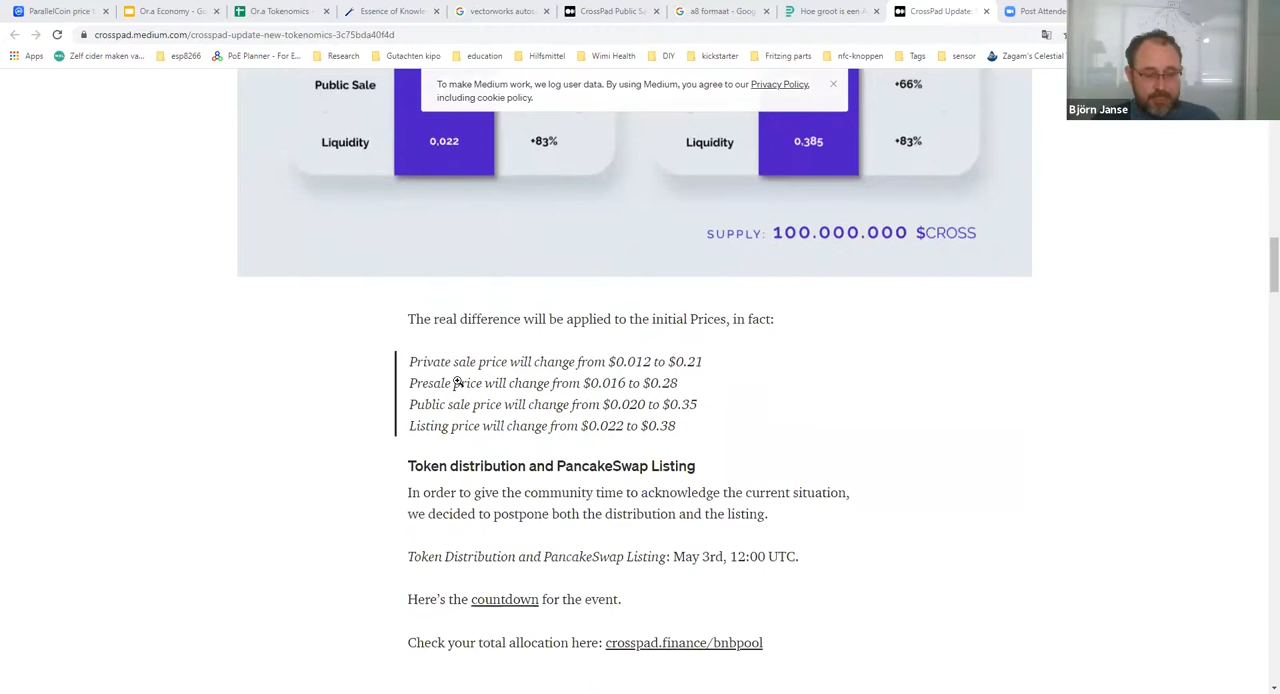 ParallelCoin price t
Or.a Economy - Go
Or.a Tokenomics -
Essence of Knowle
vectorworks autos
CrossPad Public Sa
a8 formaat - Goog
Hoe groot is een A
CrossPad Update:
Post Attende
crosspad.medium.com/crosspad-update-new-tokenomics-3c75bda40f4d
Apps
Zelf cider maken va...
esp8266
PoE Planner - For E...
Research
Gutachten kipo
education
Hilfsmittel
Wimi Health
DIY
kickstarter
Fritzing parts
nfc-knoppen
Tags
sensor
Zagam's Celestial
Björn Janse
To make Medium work, we log user data. By using Medium, you agree to our Privacy Policy,
including cookie policy.
Public Sale
+66%
Liquidity 0,022 +83%
Liquidity 0,385 +83%
SUPPLY: 100.000.000 $CROSS
The real difference will be applied to the initial Prices, in fact:
Private sale price will change from $0.012 to $0.21
Presale price will change from $0.016 to $0.28
Public sale price will change from $0.020 to $0.35
Listing price will change from $0.022 to $0.38
Token distribution and PancakeSwap Listing
In order to give the community time to acknowledge the current situation,
we decided to postpone both the distribution and the listing.
Token Distribution and PancakeSwap Listing: May 3rd, 12:00 UTC.
Here's the countdown for the event.
Check your total allocation here: crosspad.finance/bnbpool